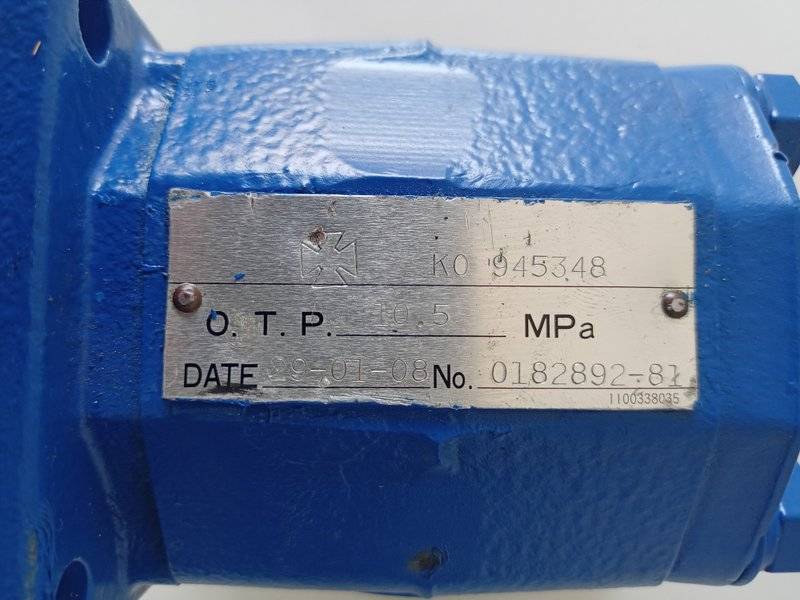 KO 945348
O. T. P. 10.5 MPa
DATE 29-01-08 No. 0182892-81
1100338035